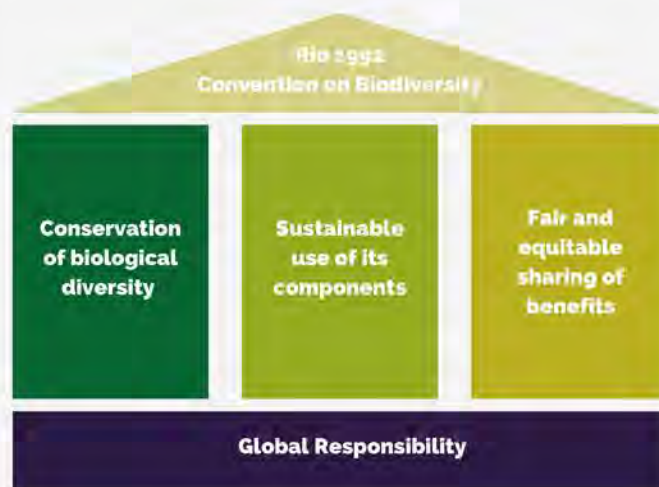 Rio 1992
Convention on Biodiversity
Conservation
of biological
diversity
Sustainable
use of its
components
Fair and
equitable
sharing of
benefits
Global Responsibility